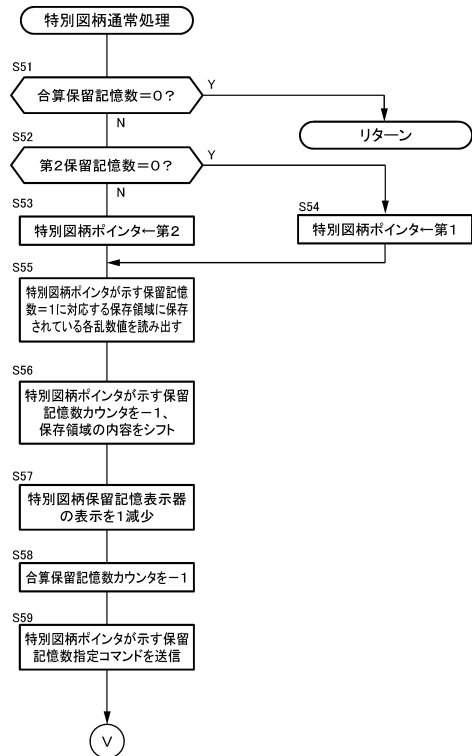 特別図柄通常処理
S51
合算保留記憶数=0?
Y
N
リターン
S52
第2保留記憶数=0?
Y
N
S53
特別図柄ポインタ←第2
S54
特別図柄ポインタ←第1
S55
特別図柄ポインタが示す保留記憶
数=1に対応する保存領域に保存
されている各乱数値を読み出す
S56
特別図柄ポインタが示す保留
記憶数カウンタを-1、
保存領域の内容をシフト
S57
特別図柄保留記憶表示器
の表示を1減少
S58
合算保留記憶数カウンタを-1
S59
特別図柄ポインタが示す保留
記憶数指定コマンドを送信
V